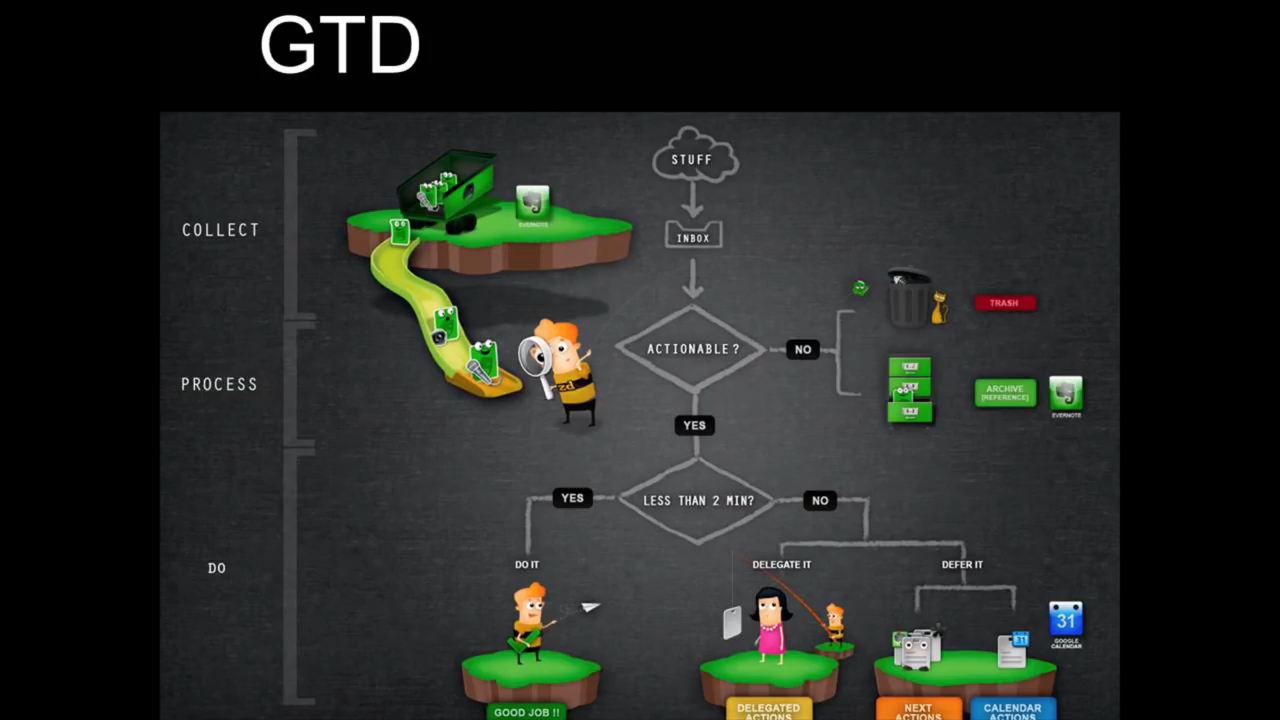 GTD
STUFF
EVERNOTE
COLLECT
INBOX
TRASH
ACTIONABLE?
NO
PROCESS
ARCHIVE
[REFERENCE]
EVERNOTE
YES
YES
LESS THAN 2 MIN?
NO
DO
DO IT
DELEGATE IT
DEFER IT
31
GOOGLE
CALENDAR
GOOD JOB !!
DELEGATED
ACTIONS
NEXT
ACTIONS
CALENDAR
ACTIONS